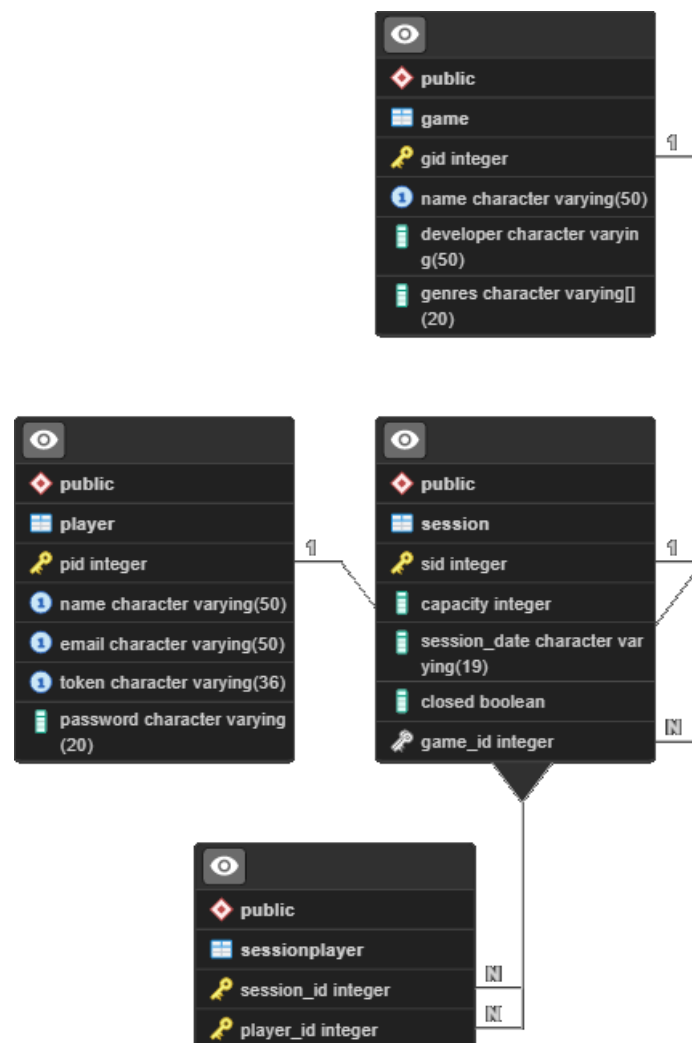 public
game
gid integer
1
name character varying(50)
developer character varyin
g(50)
genres character varying[]
(20)
public
player
pid integer
1
name character varying(50)
email character varying(50)
token character varying(36)
password character varying
(20)
public
session
sid integer
1
capacity integer
session_date character var
ying(19)
closed boolean
game_id integer
N
public
sessionplayer
session_id integer
N
player_id integer
N